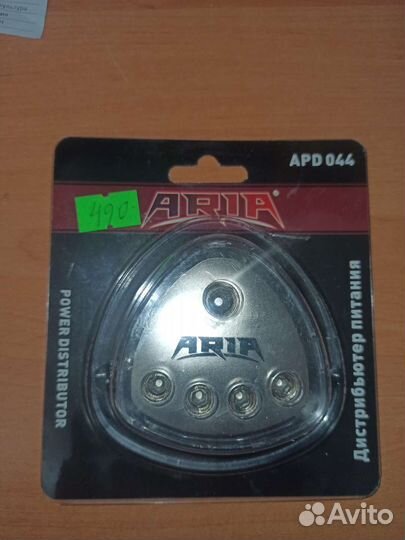 APD 044
490-
ARIA®
POWER DISTRIBUTOR
Дистрибьютер питания
ARIA
Avito